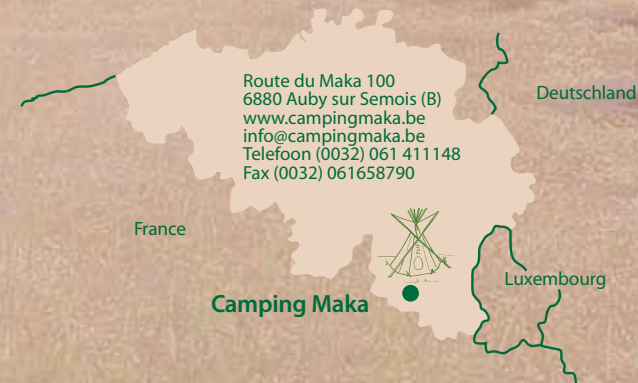 Route du Maka 100
6880 Auby sur Semois (B)
www.campingmaka.be
info@campingmaka.be
Telefoon (0032) 061 411148
Fax (0032) 061658790
Deutschland
France
Luxembourg
Camping Maka